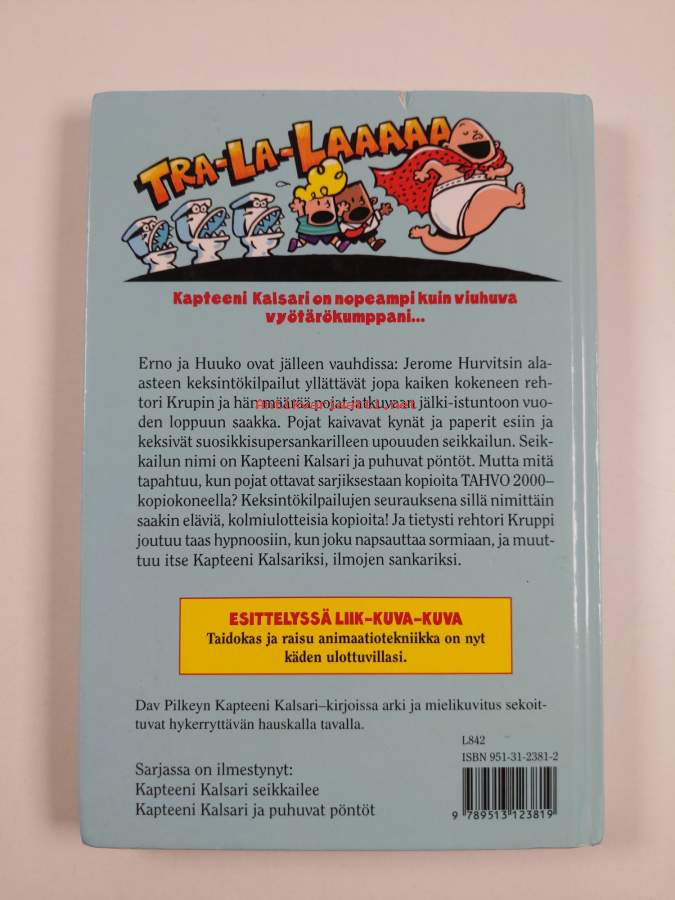 TRA-LA-LAAAAA
Kapteeni Kalsari on nopeampi kuin viuhuva
vyötärökumppani...
Erno ja Huuko ovat jälleen vauhdissa: Jerome Hurvitsin ala-
asteen keksintökilpailut yllättävät jopa kaiken kokeneen reh-
tori Krupin ja hän määrää pojat jatkuvaan jälki-istuntoon vuo-
Antikvariaatti.net
den loppuun saakka. Pojat kaivavat kynät ja paperit esiin ja
keksivät suosikkisupersankarilleen upouuden seikkailun. Seik-
kailun nimi on Kapteeni Kalsari ja puhuvat pöntöt. Mutta mitä
tapahtuu, kun pojat ottavat sarjiksestaan kopioita TAHVO 2000–
kopiokoneella? Keksintökilpailujen seurauksena sillä nimittäin
saakin eläviä, kolmiulotteisia kopioita! Ja tietysti rehtori Kruppi
joutuu taas hypnoosiin, kun joku napsauttaa sormiaan, ja muut-
tuu itse Kapteeni Kalsariksi, ilmojen sankariksi.
ESITTELYSSÄ LIIK-KUVA-KUVA
Taidokas ja raisu animaatiotekniikka on nyt
käden ulottuvillasi.
Dav Pilkeyn Kapteeni Kalsari–kirjoissa arki ja mielikuvitus sekoit-
tuvat hykerryttävän hauskalla tavalla.
L842
ISBN 951-31-2381-2
Sarjassa on ilmestynyt:
Kapteeni Kalsari seikkailee
Kapteeni Kalsari ja puhuvat pöntöt
9 789513 123819